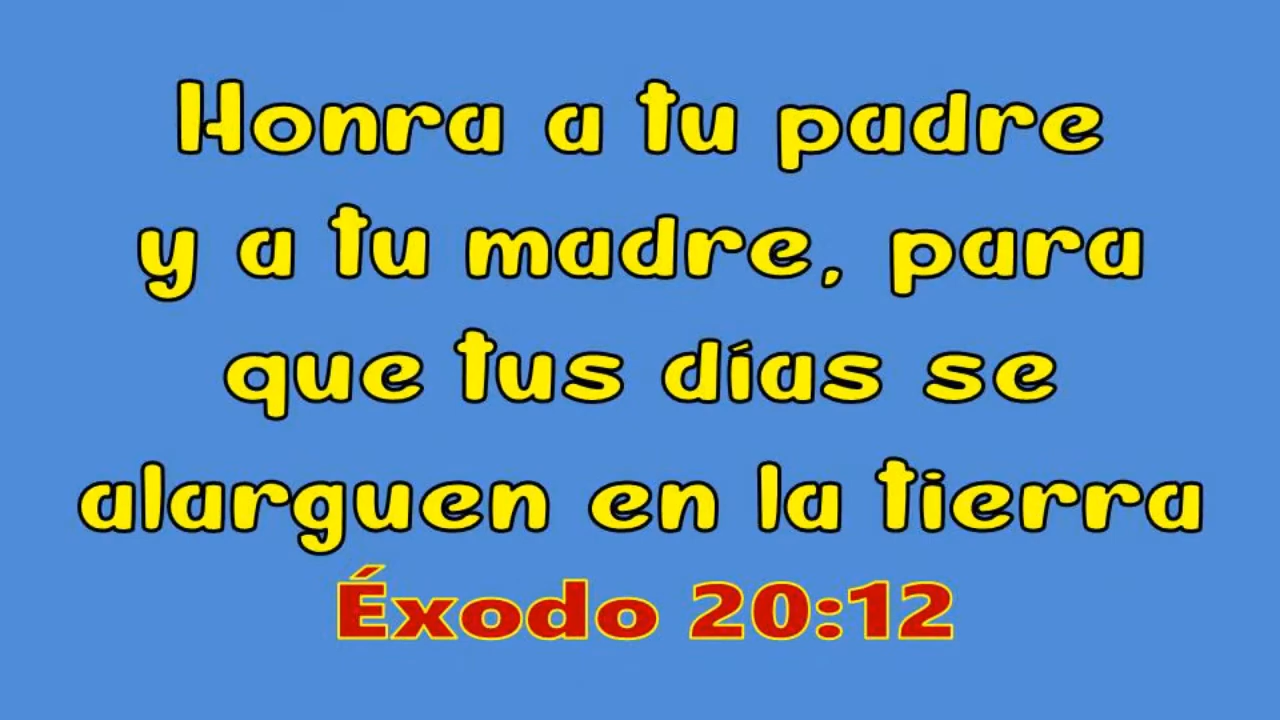 Honra a tu padre
y a tu madre, para
que tus días se
alarguen en la tierra
Éxodo 20:12